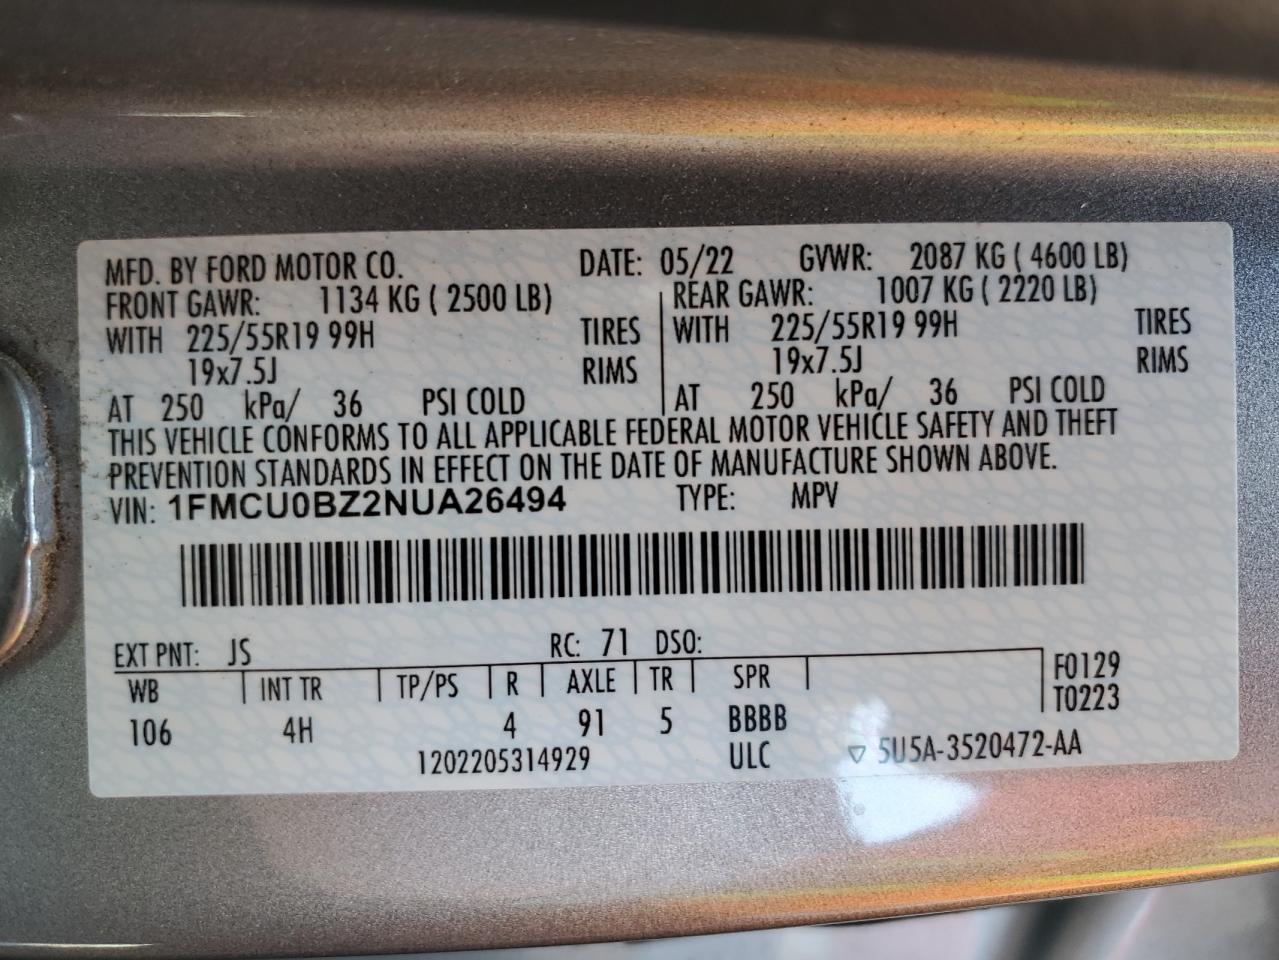 MFD. BY FORD MOTOR CO. DATE: 05/22 GVWR: 2087 KG ( 4600 LB)
FRONT GAWR: 1134 KG ( 2500 LB) REAR GAWR: 1007 KG ( 2220 LB)
WITH 225/55R19 99H TIRES WITH 225/55R19 99H TIRES
19x7.5J RIMS 19x7.5J RIMS
AT 250 kPa/ 36 PSI COLD AT 250 kPa/ 36 PSI COLD
THIS VEHICLE CONFORMS TO ALL APPLICABLE FEDERAL MOTOR VEHICLE SAFETY AND THEFT
PREVENTION STANDARDS IN EFFECT ON THE DATE OF MANUFACTURE SHOWN ABOVE.
VIN: 1FMCU0BZ2NUA26494 TYPE: MPV
EXT PNT: JS RC: 71 DSO:
WB INT TR TP/PS R AXLE TR SPR F0129
T0223
106 4H 4 91 5 BBBB
1202205314929 ULC ▽ 5U5A-3520472-AA